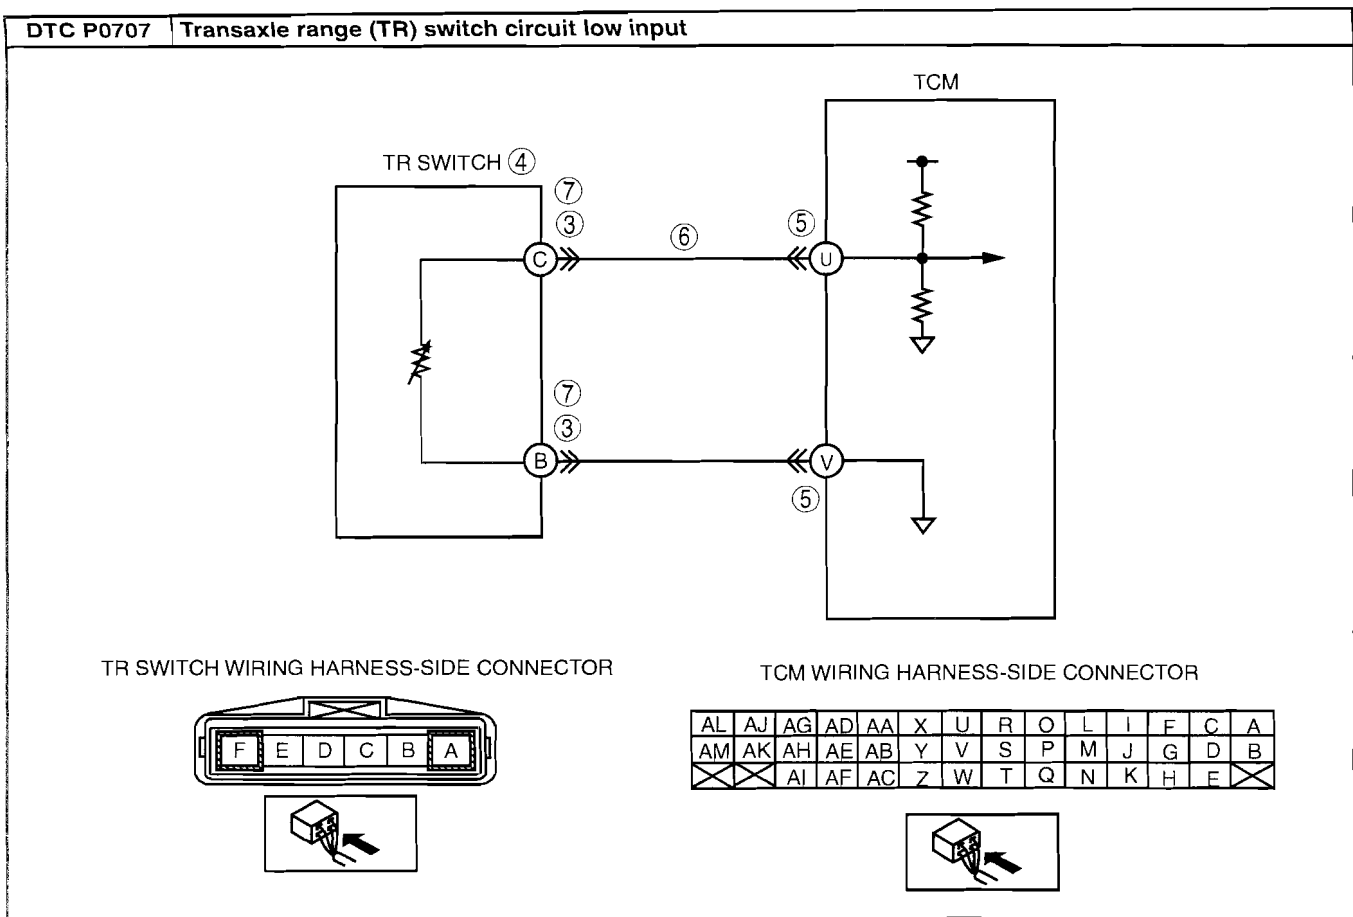 DTC P0707 Transaxle range (TR) switch circuit low input
TCM
TR SWITCH ④
⑦
③
⑥
⑤
C
U
⑦
③
B
V
⑤
TR SWITCH WIRING HARNESS-SIDE CONNECTOR
TCM WIRING HARNESS-SIDE CONNECTOR
F E D C B A
AL AJ AG AD AA X U R O L I F C A
AM AK AH AE AB Y V S P M J G D B
AI AF AC Z W T Q N K H E